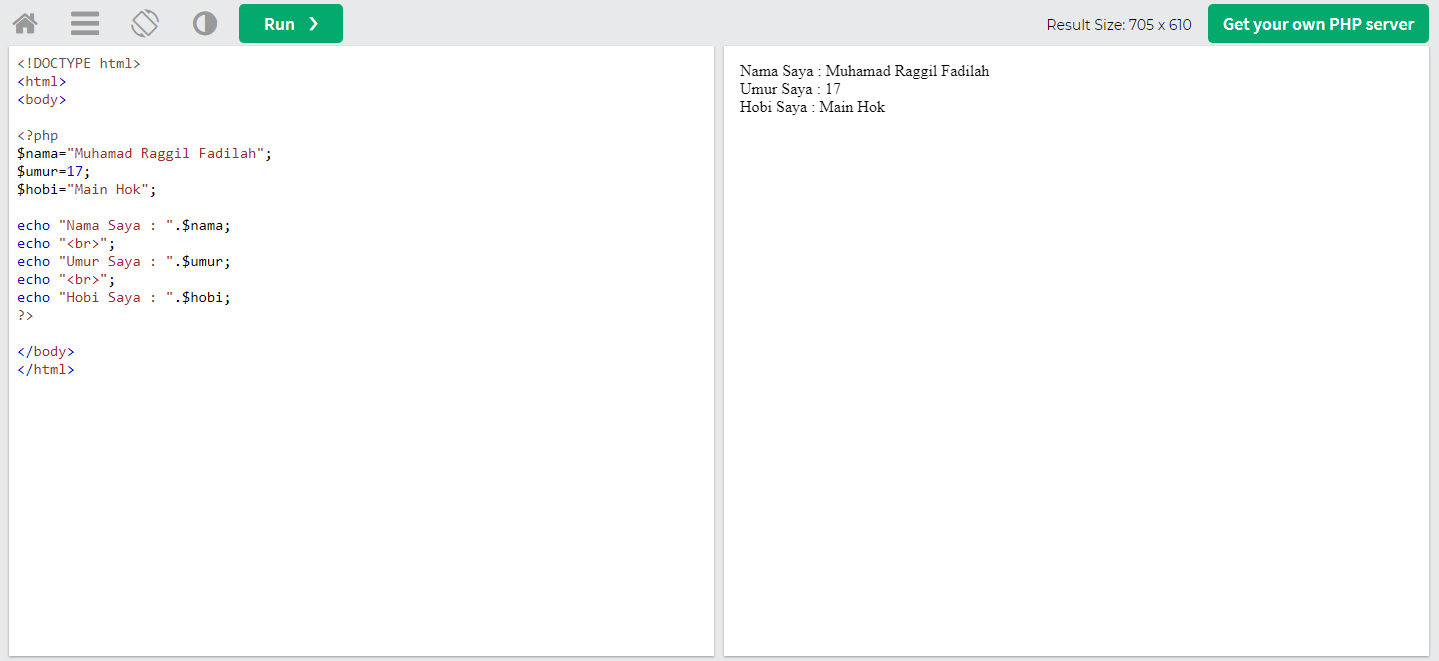 Run ❯
Result Size: 705 x 610
Get your own PHP server
<!DOCTYPE html>
<html>
<body>
<?php
$nama="Muhamad Raggil Fadilah";
$umur=17;
$hobi="Main Hok";
echo "Nama Saya : ".$nama;
echo "<br>";
echo "Umur Saya : ".$umur;
echo "<br>";
echo "Hobi Saya : ".$hobi;
?>
</body>
</html>
Nama Saya : Muhamad Raggil Fadilah
Umur Saya : 17
Hobi Saya : Main Hok